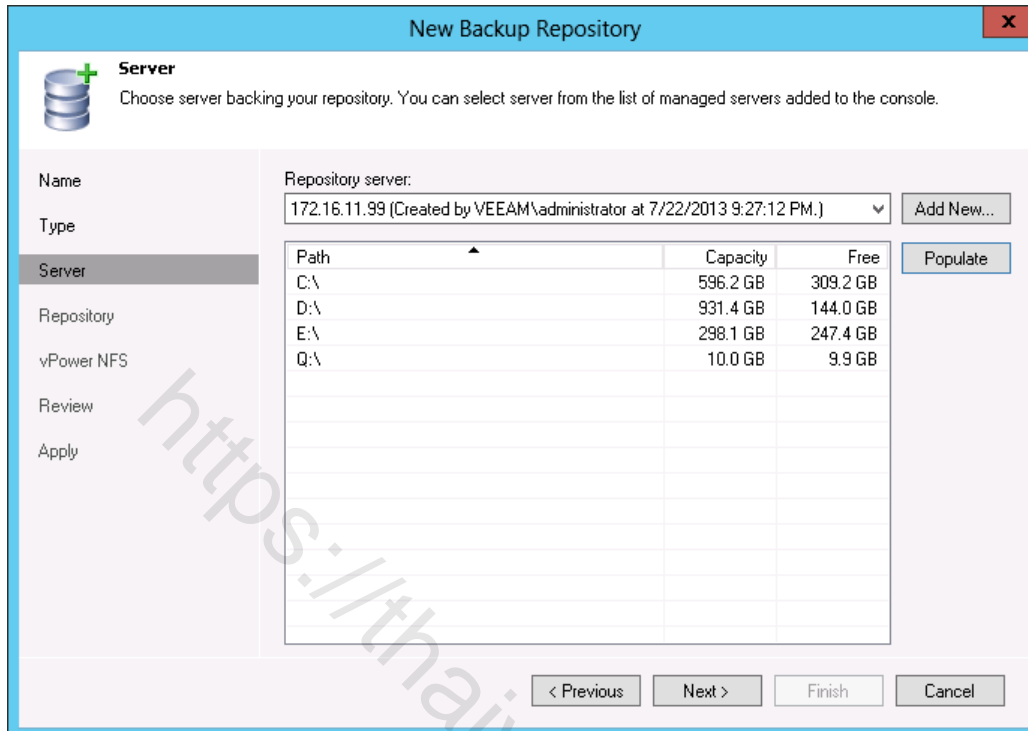 New Backup Repository
x
Server
Choose server backing your repository. You can select server from the list of managed servers added to the console.
Name
Type
Server
Repository
vPower NFS
Review
Apply
Repository server:
172.16.11.99 (Created by VEEAM\administrator at 7/22/2013 9:27:12 PM.)
Add New...
Populate
Path Capacity Free
C:\ 596.2 GB 309.2 GB
D:\ 931.4 GB 144.0 GB
E:\ 298.1 GB 247.4 GB
Q:\ 10.0 GB 9.9 GB
https://thai
< Previous Next > Finish Cancel